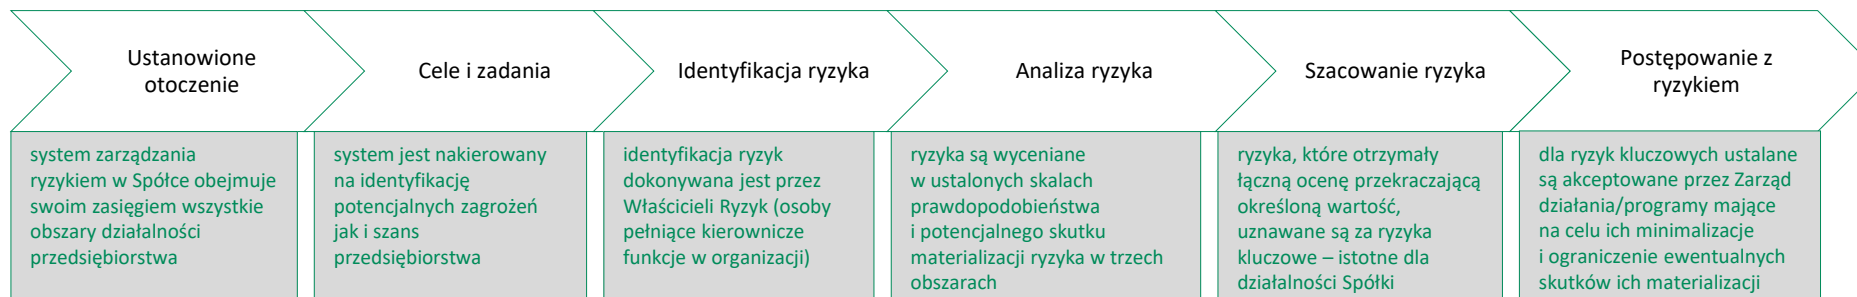 Ustanowione
otoczenie
Cele i zadania
Identyfikacja ryzyka
Analiza ryzyka
Szacowanie ryzyka
Postępowanie z
ryzykiem
system zarządzania
ryzykiem w Spółce obejmuje
swoim zasięgiem wszystkie
obszary działalności
przedsiębiorstwa
system jest nakierowany
na identyfikację
potencjalnych zagrożeń
jak i szans
przedsiębiorstwa
identyfikacja ryzyk
dokonywana jest przez
Właścicieli Ryzyk (osoby
pełniące kierownicze
funkcje w organizacji)
ryzyka są wyceniane
w ustalonych skalach
prawdopodobieństwa
i potencjalnego skutku
materializacji ryzyka w trzech
obszarach
ryzyka, które otrzymały
łączną ocenę przekraczającą
określoną wartość,
uznawane są za ryzyka
kluczowe – istotne dla
działalności Spółki
dla ryzyk kluczowych ustalane
są akceptowane przez Zarząd
działania/programy mające
na celu ich minimalizacje
i ograniczenie ewentualnych
skutków ich materializacji